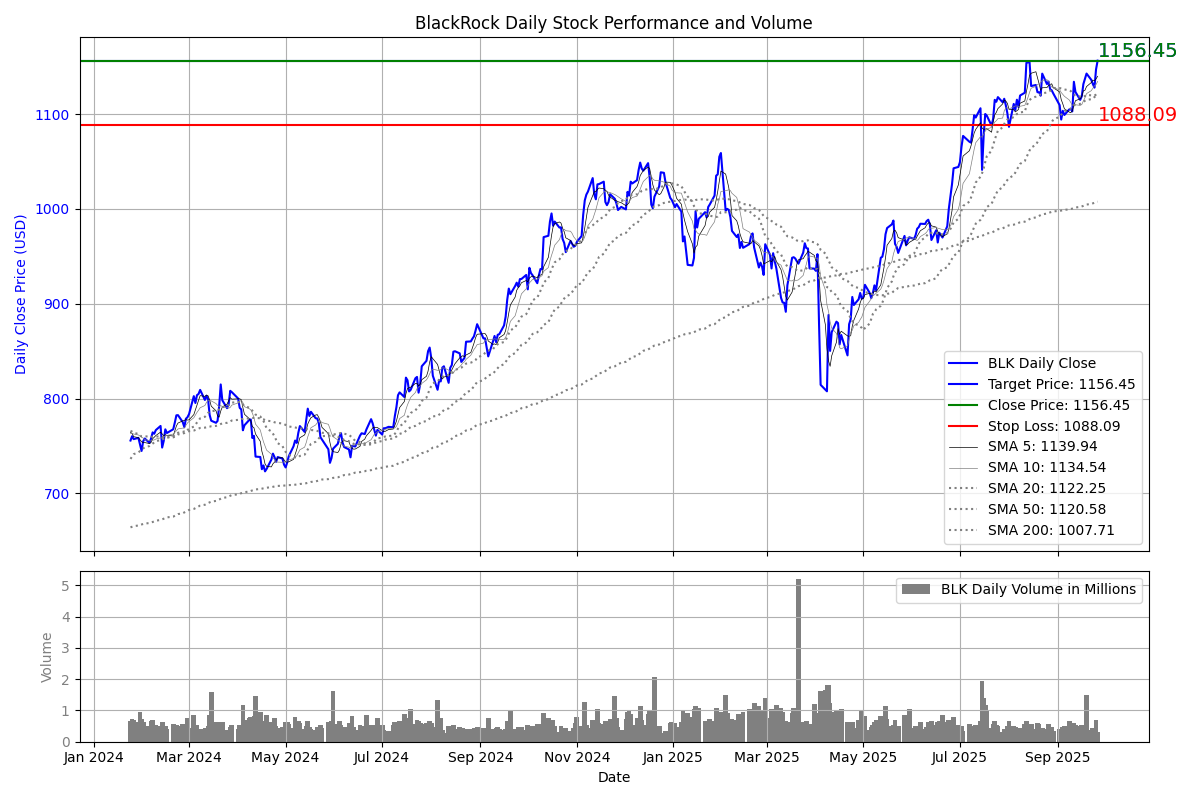 BlackRock Daily Stock Performance and Volume
1156.45
1088.09
Daily Close Price (USD)
1100
1000
900
800
700
BLK Daily Close
Target Price: 1156.45
Close Price: 1156.45
Stop Loss: 1088.09
SMA 5: 1139.94
SMA 10: 1134.54
SMA 20: 1122.25
SMA 50: 1120.58
SMA 200: 1007.71
BLK Daily Volume in Millions
Volume
5
4
3
2
1
0
Jan 2024 Mar 2024 May 2024 Jul 2024 Sep 2024 Nov 2024 Jan 2025 Mar 2025 May 2025 Jul 2025 Sep 2025
Date